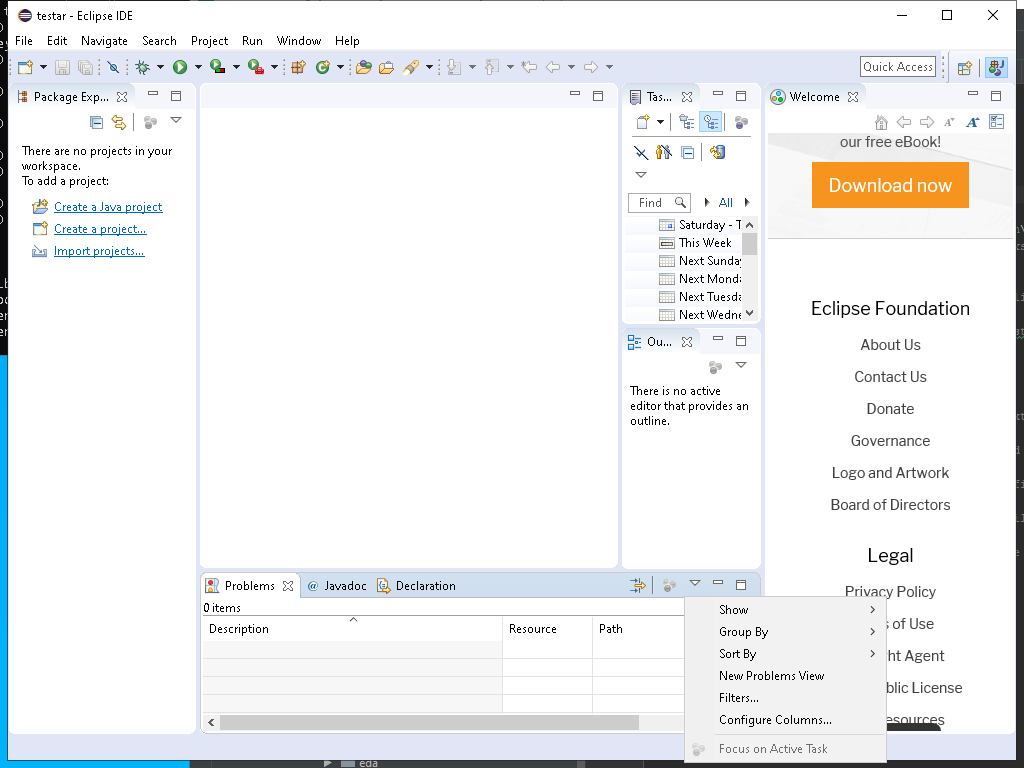 testar - Eclipse IDE
File Edit Navigate Search Project Run Window Help
Quick Access
Package Exp...
There are no projects in your
workspace.
To add a project:
Create a Java project
Create a project...
Import projects...
Tas...
Find
All
Saturday - T
This Week
Next Sunday
Next Monda
Next Tuesda
Next Wedne
Ou...
There is no active
editor that provides an
outline.
Welcome
our free eBook!
Download now
Eclipse Foundation
About Us
Contact Us
Donate
Governance
Logo and Artwork
Board of Directors
Legal
Privacy Policy
s of Use
ht Agent
blic License
esources
Problems @ Javadoc Declaration
0 items
Description Resource Path
Show
Group By
Sort By
New Problems View
Filters...
Configure Columns...
Focus on Active Task
eda